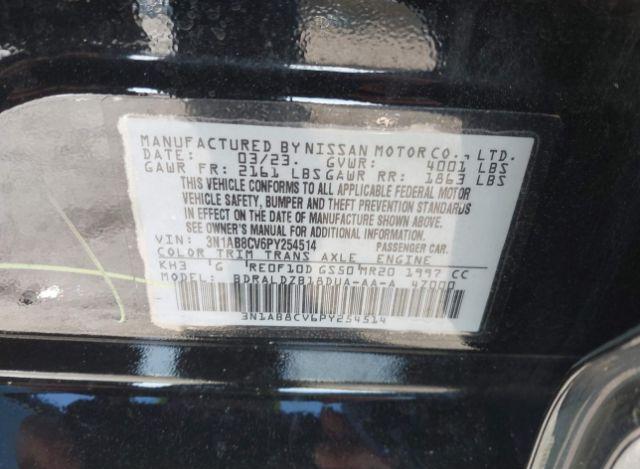 MANUFACTURED BY NISSAN MOTOR CO., LTD.
DATE: 03/23. GVWR: 4001 LBS
GAWR FR: 2161 LBS GAWR RR: 1863 LBS
THIS VEHICLE CONFORMS TO ALL APPLICABLE FEDERAL MOTOR
VEHICLE SAFETY, BUMPER AND THEFT PREVENTION STANDARDS
IN EFFECT ON THE DATE OF MANUFACTURE SHOWN ABOVE.
SEE OWNER'S MANUAL FOR ADDITIONAL INFORMATION.
VIN: 3N1AB8CV6PY254514 PASSENGER CAR.
COLOR TRIM TRANS AXLE ENGINE
KH3 G RE0F10D GS50 MR20 1997 CC
MODEL: BDRALDZB18DUA-AA-A 47000
3N1AB8CV6PY254514